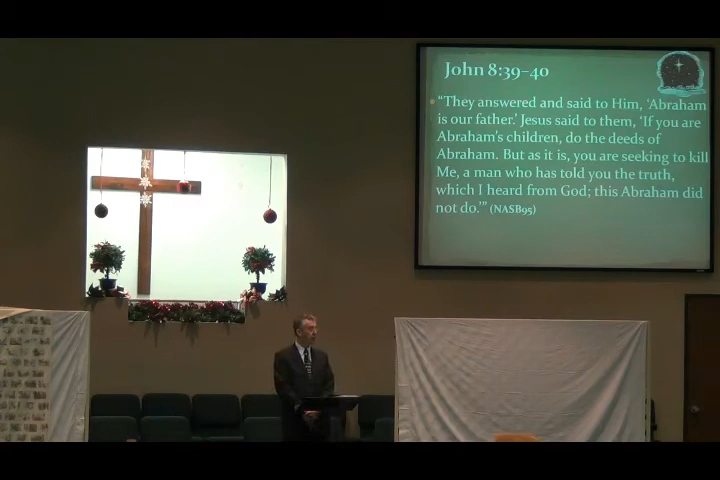 John 8:39-40
“They answered and said to Him, ‘Abraham
is our father.’ Jesus said to them, ‘If you are
Abraham’s children, do the deeds of
Abraham. But as it is, you are seeking to kill
Me, a man who has told you the truth,
which I heard from God; this Abraham did
not do.’” (NASB95)